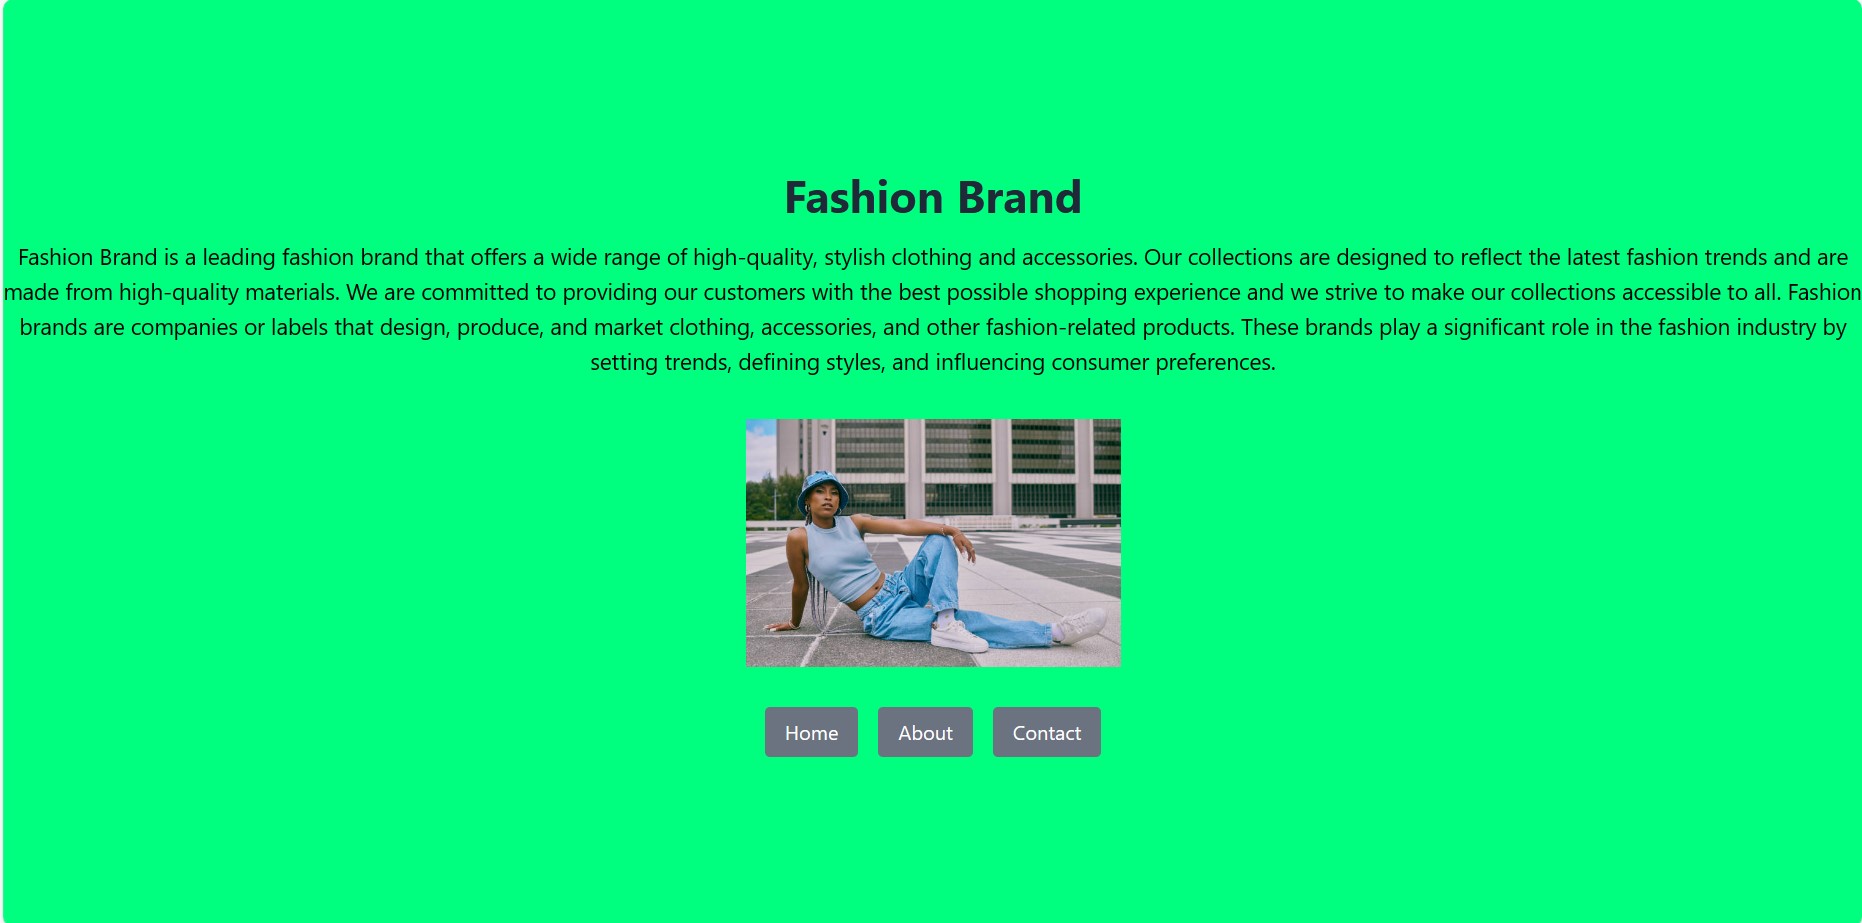 Fashion Brand
Fashion Brand is a leading fashion brand that offers a wide range of high-quality, stylish clothing and accessories. Our collections are designed to reflect the latest fashion trends and are
made from high-quality materials. We are committed to providing our customers with the best possible shopping experience and we strive to make our collections accessible to all. Fashion
brands are companies or labels that design, produce, and market clothing, accessories, and other fashion-related products. These brands play a significant role in the fashion industry by
setting trends, defining styles, and influencing consumer preferences.
Home About Contact